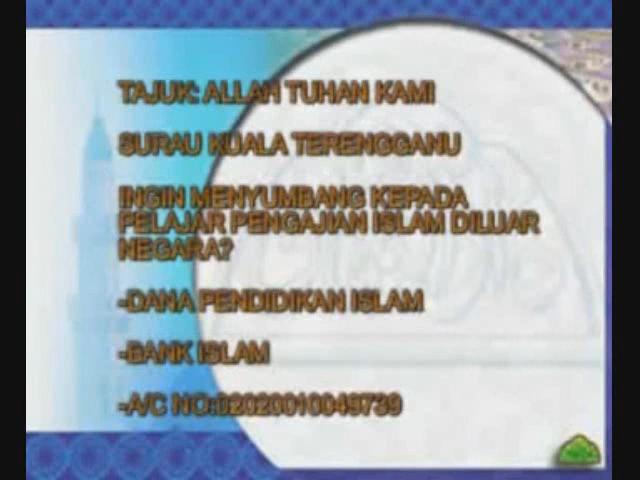 TAJUK: ALLAH TUHAN KAMI
SURAU KUALA TERENGGANU
INGIN MENYUMBANG KEPADA
PELAJAR PENGAJIAN ISLAM DILUAR
NEGARA?
-DANA PENDIDIKAN ISLAM
-BANK ISLAM
-A/C NO:02020010049739